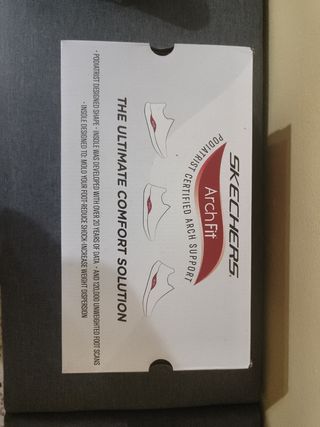 SKECHERS
Arch Fit
PODIATRIST CERTIFIED ARCH SUPPORT
THE ULTIMATE COMFORT SOLUTION
• PODIATRIST DESIGNED SHAPE • INSOLE WAS DEVELOPED WITH OVER 20 YEARS OF DATA • AND 120,000 UNWEIGHTED FOOT SCANS
• INSOLE DESIGNED TO: MOLD YOUR FOOT-REDUCE SHOCK-INCREASE WEIGHT DISPERSION